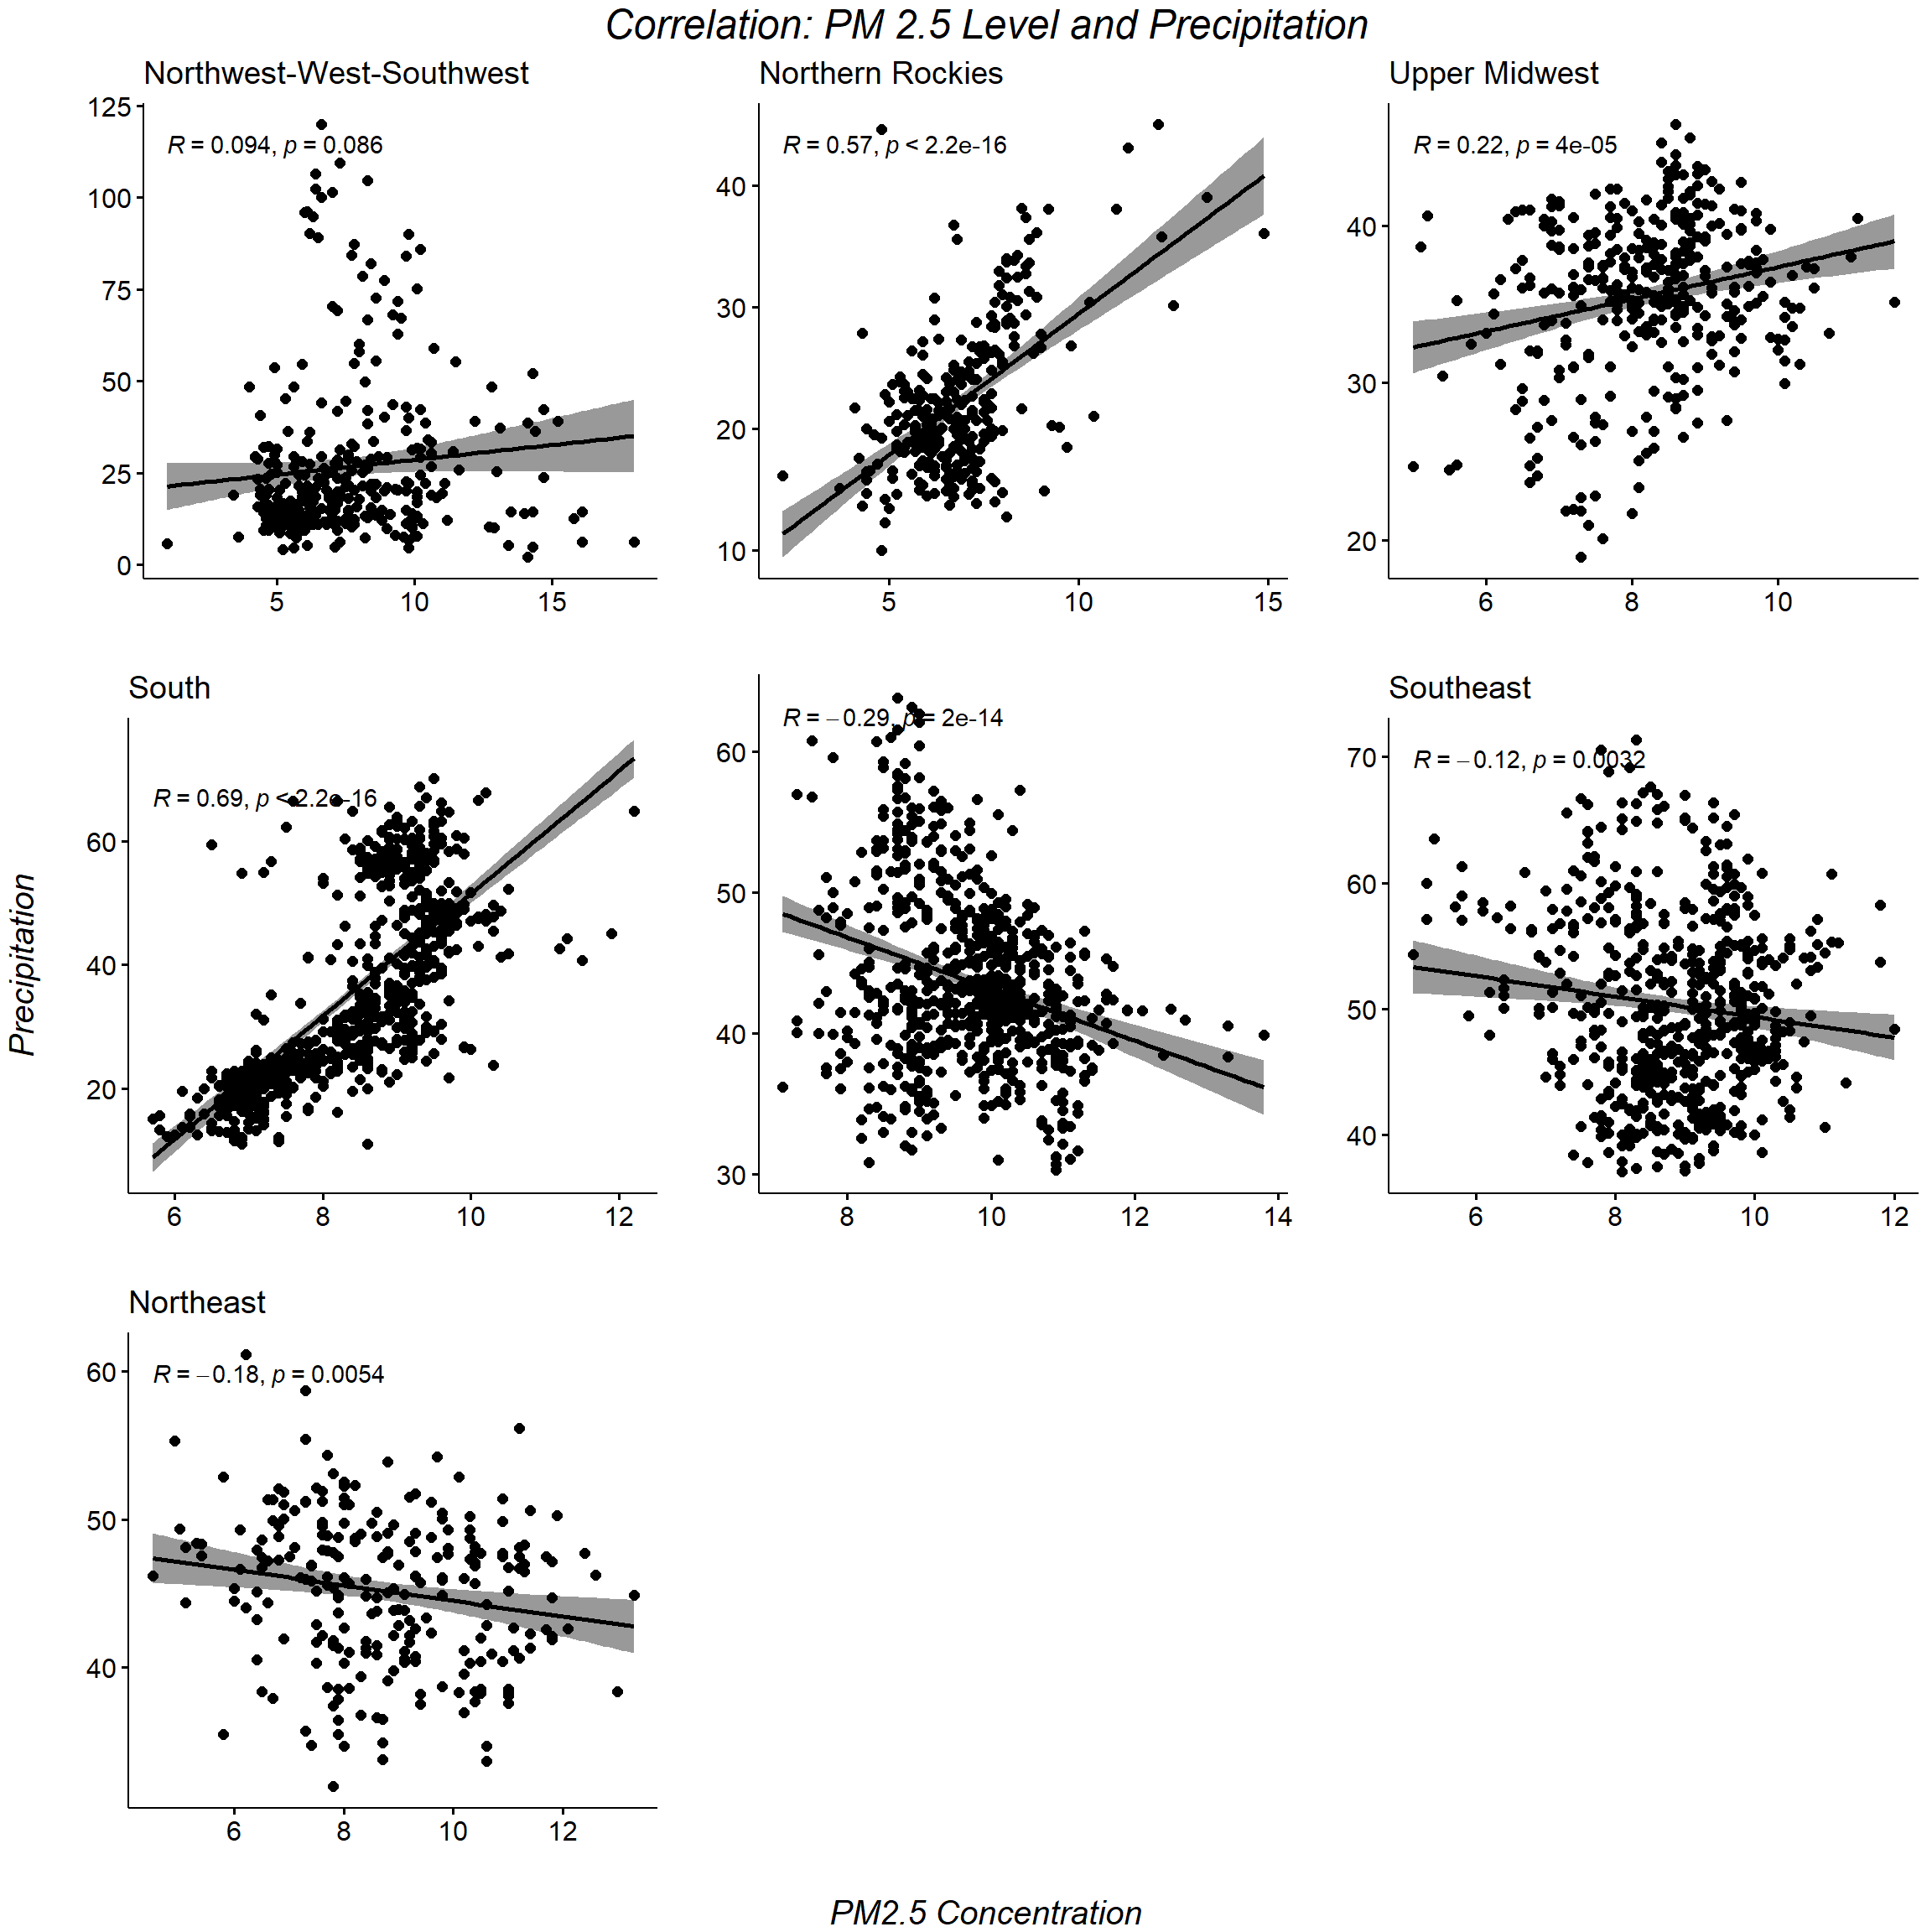 Correlation: PM 2.5 Level and Precipitation
Northwest-West-Southwest
R = 0.094, p = 0.086
125
100
75
50
25
0
5 10 15
Northern Rockies
R = 0.57, p < 2.2e-16
40
30
20
10
5 10 15
Upper Midwest
R = 0.22, p = 4e-05
40
30
20
6 8 10
Precipitation
South
R = 0.69, p < 2.2e-16
60
40
20
6 8 10 12
R = −0.29, p = 2e-14
60
50
40
30
8 10 12 14
Southeast
R = −0.12, p = 0.0032
70
60
50
40
6 8 10 12
Northeast
R = −0.18, p = 0.0054
60
50
40
6 8 10 12
PM2.5 Concentration